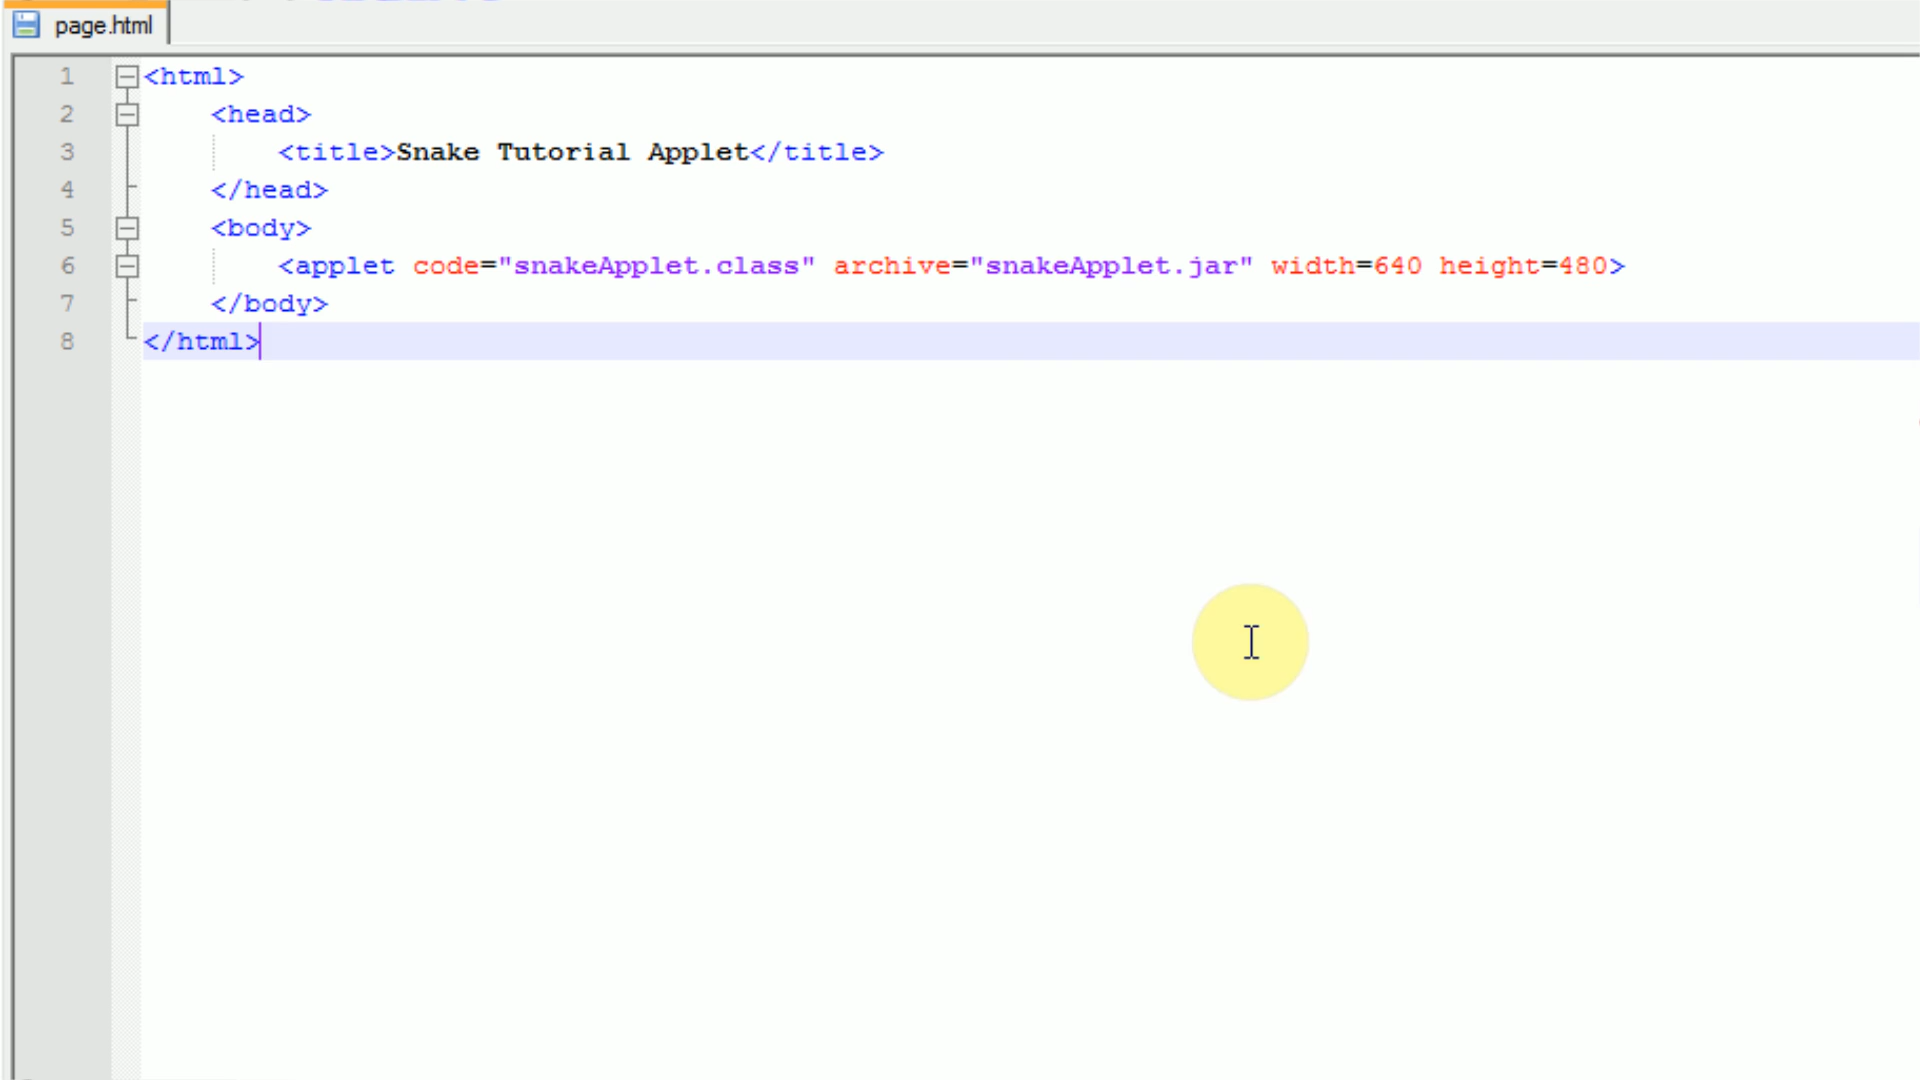 page.html
1 <html>
2 <head>
3 <title>Snake Tutorial Applet</title>
4 </head>
5 <body>
6 <applet code="snakeApplet.class" archive="snakeApplet.jar" width=640 height=480>
7 </body>
8 </html>